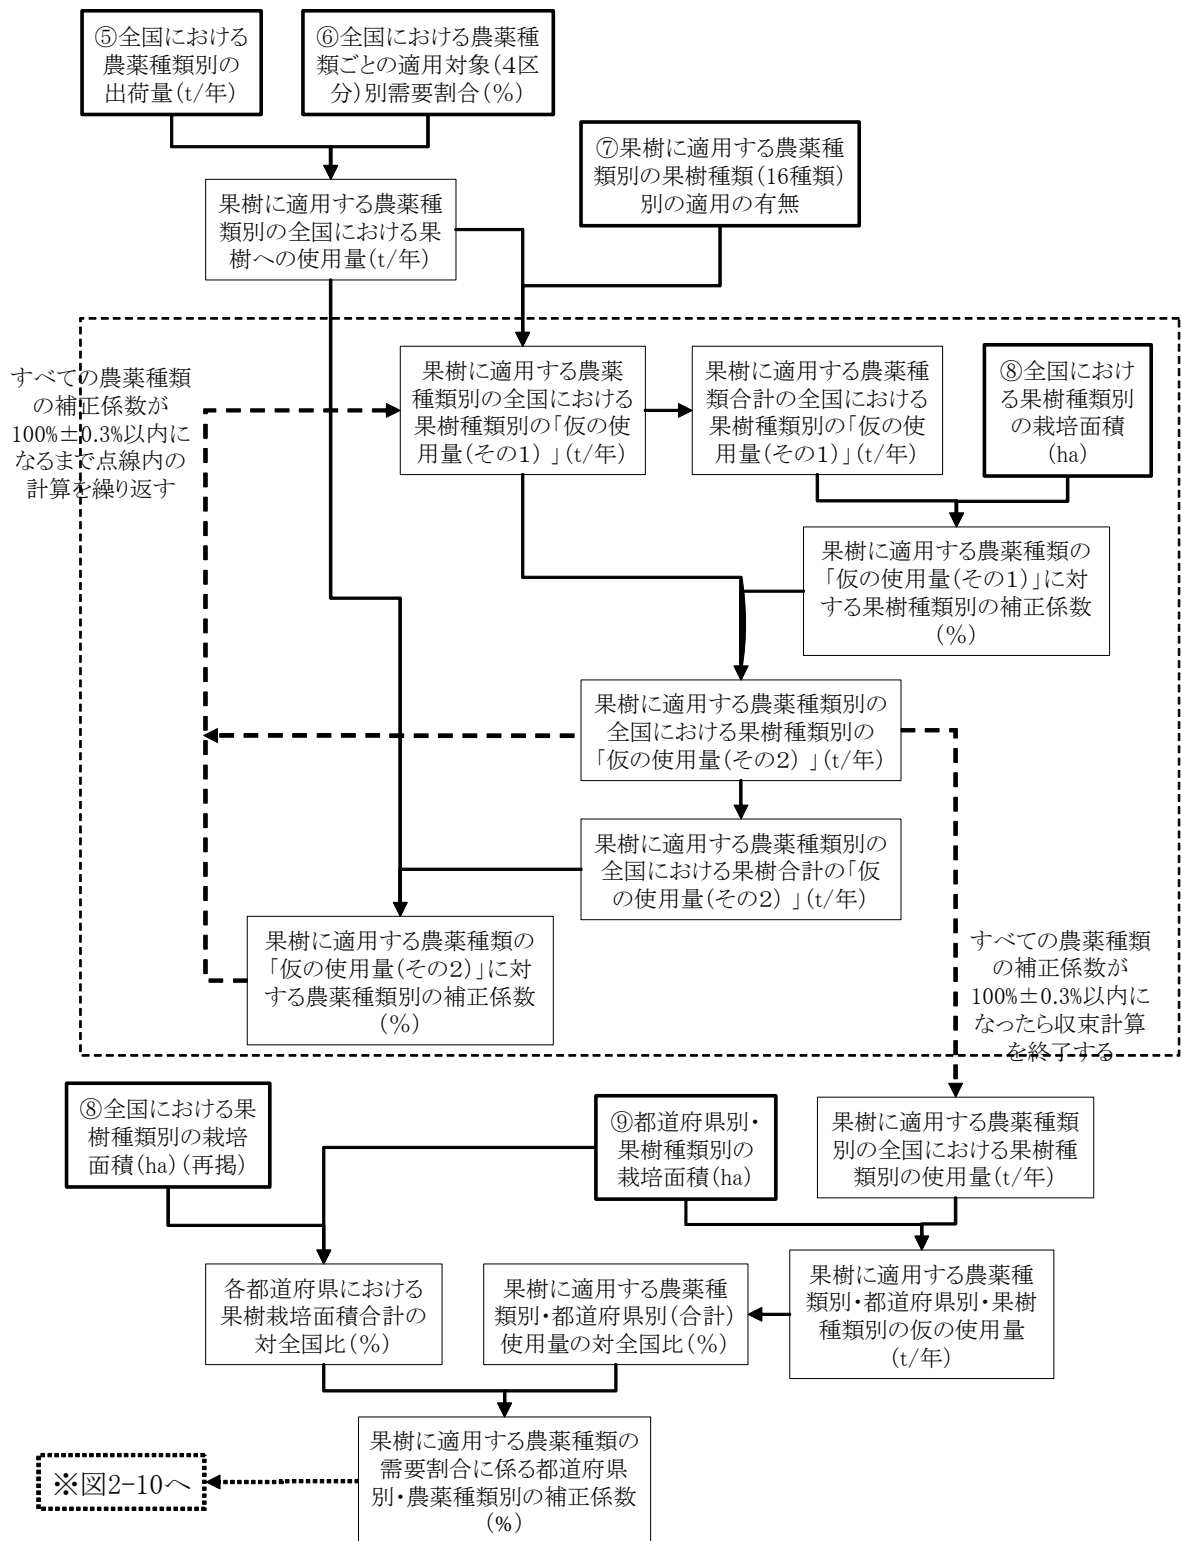 ⑤全国における
農薬種類別の
出荷量(t/年)
⑥全国における農薬種
類ごとの適用対象(4区
分)別需要割合(%)
⑦果樹に適用する農薬種
類別の果樹種類(16種類)
別の適用の有無
果樹に適用する農薬種
類別の全国における果
樹への使用量(t/年)
すべての農薬種類
の補正係数が
100%±0.3%以内に
なるまで点線内の
計算を繰り返す
果樹に適用する農薬
種類別の全国における
果樹種類別の「仮の使
用量(その1) 」(t/年)
果樹に適用する農薬種
類合計の全国における
果樹種類別の「仮の使
用量(その1)」(t/年)
⑧全国におけ
る果樹種類別
の栽培面積
(ha)
果樹に適用する農薬種類の
「仮の使用量(その1)」に対
する果樹種類別の補正係数
(%)
果樹に適用する農薬種類別の
全国における果樹種類別の
「仮の使用量(その2) 」(t/年)
果樹に適用する農薬種類別の
全国における果樹合計の「仮
の使用量(その2) 」(t/年)
果樹に適用する農薬種類の
「仮の使用量(その2)」に対
する農薬種類別の補正係数
(%)
すべての農薬種類
の補正係数が
100%±0.3%以内に
なったら収束計算
を終了する
⑧全国における果
樹種類別の栽培
面積(ha)(再掲)
⑨都道府県別・
果樹種類別の
栽培面積(ha)
果樹に適用する農薬種類
別の全国における果樹種
類別の使用量(t/年)
各都道府県における
果樹栽培面積合計の
対全国比(%)
果樹に適用する農薬種
類別・都道府県別(合計)
使用量の対全国比(%)
果樹に適用する農薬種
類別・都道府県別・果樹
種類別の仮の使用量
(t/年)
果樹に適用する農薬種類の
需要割合に係る都道府県
別・農薬種類別の補正係数
(%)
※図2-10へ